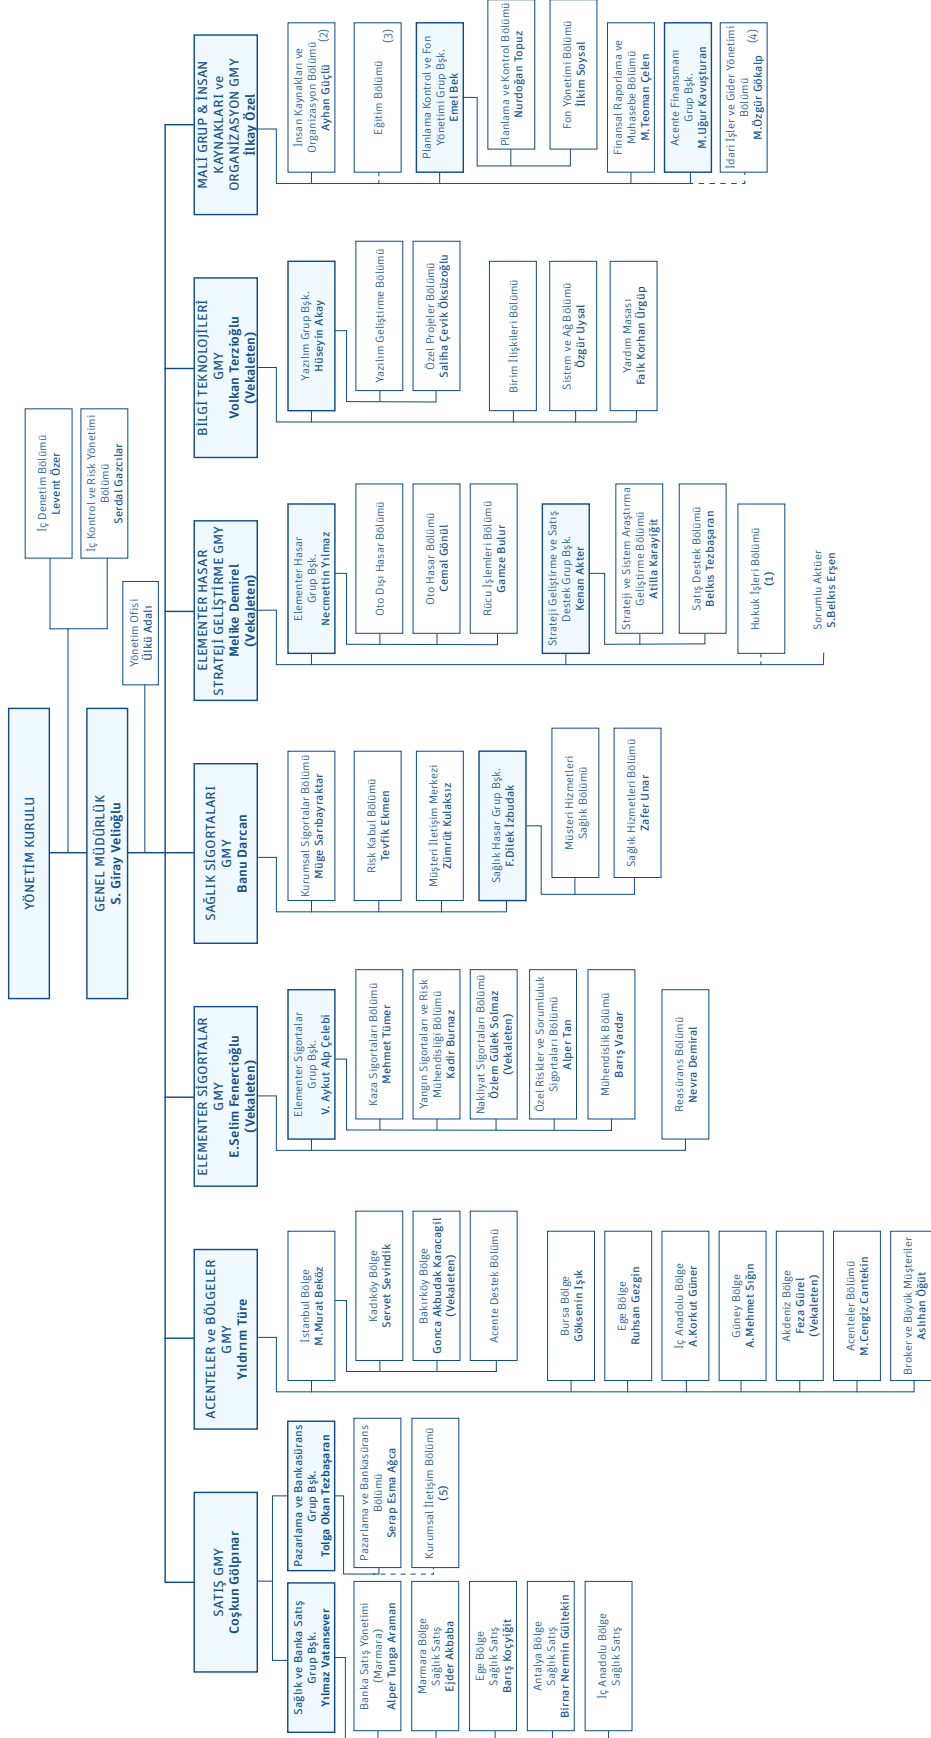 YÖNETİM KURULU
GENEL MÜDÜRLÜK
S. Giray Velioğlu
İç Denetim Bölümü
Levent Özer
İç Kontrol ve Risk Yönetimi
Bölümü
Serdal Gazcılar
Yönetim Ofisi
Ülkü Adalı
SATIŞ GMY
Coşkun Gölpınar
Sağlık ve Banka Satış
Grup Bşk.
Yılmaz Vatansever
Banka Satış Yönetimi
(Marmara)
Alper Tunga Araman
Marmara Bölge
Sağlık Satış
Ejder Akbaba
Ege Bölge
Sağlık Satış
Barış Koçyiğit
Antalya Bölge
Sağlık Satış
Birnar Nermin Gültekin
İç Anadolu Bölge
Sağlık Satış
Pazarlama ve Bankasürans
Grup Bşk.
Tolga Okan Tezbaşaran
Pazarlama ve Bankasürans
Bölümü
Serap Esma Ağca
Kurumsal İletişim Bölümü
(5)
ACENTELER ve BÖLGELER
GMY
Yıldırım Türe
İstanbul Bölge
M.Murat Beköz
Kadıköy Bölge
Servet Sevindik
Bakırköy Bölge
Gonca Akbudak Karacagil
(Vekaleten)
Acente Destek Bölümü
Bursa Bölge
Göksenin Işık
Ege Bölge
Ruhsan Gezgin
İç Anadolu Bölge
A.Korkut Güner
Güney Bölge
A.Mehmet Sığın
Akdeniz Bölge
Feza Gürel
(Vekaleten)
Acenteler Bölümü
M.Cengiz Cantekin
Broker ve Büyük Müşteriler
Aslıhan Öğüt
ELEMENTER SİGORTALAR
GMY
E.Selim Fenercioğlu
(Vekaleten)
Elementer Sigortalar
Grup Bşk.
V. Aykut Alp Çelebi
Kaza Sigortaları Bölümü
Mehmet Tümer
Yangın Sigortaları ve Risk
Mühendisliği Bölümü
Kadir Burnaz
Nakliyat Sigortaları Bölümü
Özlem Gülek Solmaz
(Vekaleten)
Özel Riskler ve Sorumluluk
Sigortaları Bölümü
Alper Tan
Mühendislik Bölümü
Barış Vardar
Reasürans Bölümü
Nevra Demiral
SAĞLIK SİGORTALARI
GMY
Banu Darcan
Kurumsal Sigortalar Bölümü
Müge Sarıbayraktar
Risk Kabul Bölümü
Tevfik Ekmen
Müşteri İletişim Merkezi
Zümrüt Kulaksız
Sağlık Hasar Grup Bşk.
F.Dilek İzbudak
Müşteri Hizmetleri
Sağlık Bölümü
Sağlık Hizmetleri Bölümü
Zafer Unar
ELEMENTER HASAR
STRATEJİ GELİŞTİRME GMY
Melike Demirel
(Vekaleten)
Elementer Hasar
Grup Bşk.
Necmettin Yılmaz
Oto Dışı Hasar Bölümü
Oto Hasar Bölümü
Cemal Gönül
Rücu İşlemleri Bölümü
Gamze Bulur
Strateji Geliştirme ve Satış
Destek Grup Bşk.
Kenan Akter
Strateji ve Sistem Araştırma
Geliştirme Bölümü
Atilla Karayiğit
Satış Destek Bölümü
Belkıs Tezbaşaran
Hukuk İşleri Bölümü
(1)
Sorumlu Aktüer
S.Belkıs Erşen
BİLGİ TEKNOLOJİLERİ
GMY
Volkan Terzioğlu
(Vekaleten)
Yazılım Grup Bşk.
Hüseyin Akay
Yazılım Geliştirme Bölümü
Özel Projeler Bölümü
Saliha Çevik Öksüzoğlu
Birim İlişkileri Bölümü
Sistem ve Ağ Bölümü
Özgür Uysal
Yardım Masası
Faik Korhan Ürgüp
MALİ GRUP & İNSAN
KAYNAKLARI ve
ORGANİZASYON GMY
İlkay Özel
İnsan Kaynakları ve
Organizasyon Bölümü (2)
Ayhan Güçlü
Eğitim Bölümü (3)
Planlama Kontrol ve Fon
Yönetimi Grup Bşk.
Emel Bek
Planlama ve Kontrol Bölümü
Nurdoğan Topuz
Fon Yönetimi Bölümü
İlkim Soysal
Finansal Raporlama ve
Muhasebe Bölümü
M.Teoman Çelen
Acente Finansmanı
Grup Bşk.
M.Uğur Kavuşturan
İdari İşler ve Gider Yönetimi
Bölümü (4)
M.Özgür Gökalp